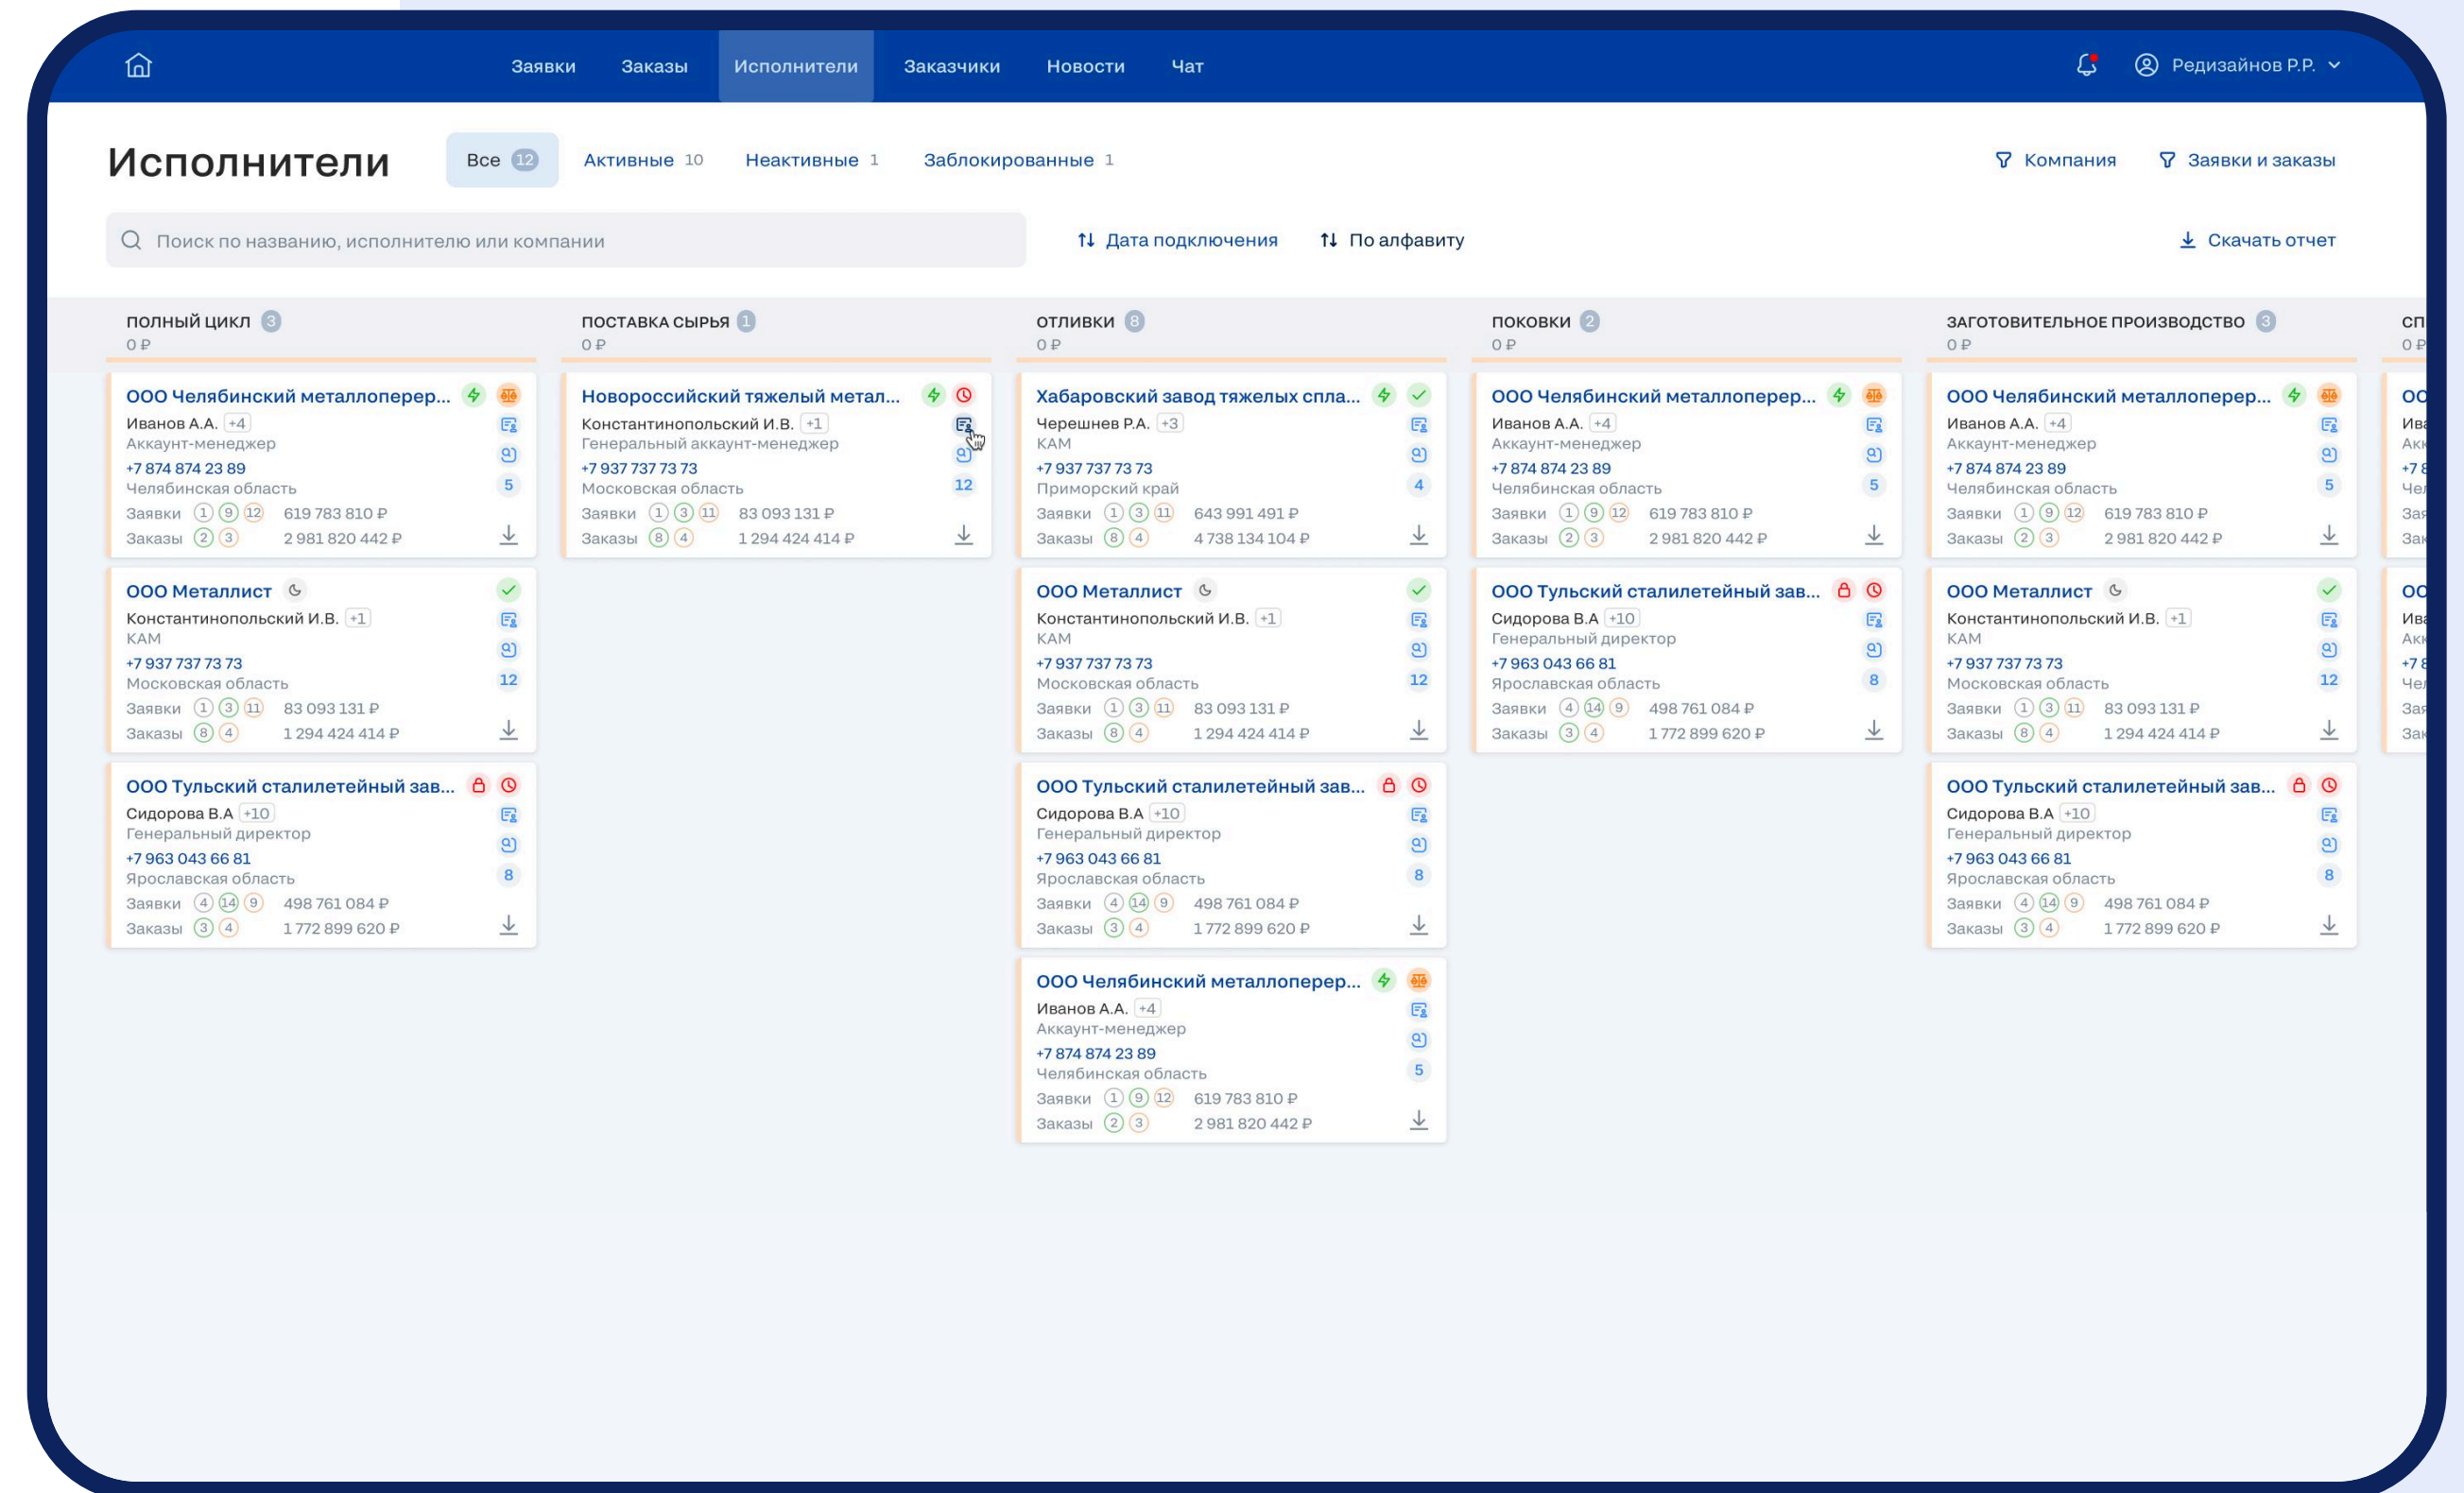 Заявки Заказы Исполнители Заказчики Новости Чат Редизайнов Р.Р.
Исполнители Все 12 Активные 10 Неактивные 1 Заблокированные 1 Компания Заявки и заказы
Поиск по названию, исполнителю или компании Дата подключения По алфавиту Скачать отчет
ПОЛНЫЙ ЦИКЛ 3
0 ₽
ООО Челябинский металлоперер...
Иванов А.А. +4
Аккаунт-менеджер
+7 874 874 23 89
Челябинская область 5
Заявки 1 9 12 619 783 810 ₽
Заказы 2 3 2 981 820 442 ₽
ООО Металлист
Константинопольский И.В. +1
КАМ
+7 937 737 73 73
Московская область 12
Заявки 1 3 11 83 093 131 ₽
Заказы 8 4 1 294 424 414 ₽
ООО Тульский сталилетейный зав...
Сидорова В.А +10
Генеральный директор
+7 963 043 66 81
Ярославская область 8
Заявки 4 14 9 498 761 084 ₽
Заказы 3 4 1 772 899 620 ₽
ПОСТАВКА СЫРЬЯ 1
0 ₽
Новороссийский тяжелый метал...
Константинопольский И.В. +1
Генеральный аккаунт-менеджер
+7 937 737 73 73
Московская область 12
Заявки 1 3 11 83 093 131 ₽
Заказы 8 4 1 294 424 414 ₽
ОТЛИВКИ 8
0 ₽
Хабаровский завод тяжелых спла...
Черешнев Р.А. +3
КАМ
+7 937 737 73 73
Приморский край 4
Заявки 1 3 11 643 991 491 ₽
Заказы 8 4 4 738 134 104 ₽
ООО Металлист
Константинопольский И.В. +1
КАМ
+7 937 737 73 73
Московская область 12
Заявки 1 3 11 83 093 131 ₽
Заказы 8 4 1 294 424 414 ₽
ООО Тульский сталилетейный зав...
Сидорова В.А +10
Генеральный директор
+7 963 043 66 81
Ярославская область 8
Заявки 4 14 9 498 761 084 ₽
Заказы 3 4 1 772 899 620 ₽
ООО Челябинский металлоперер...
Иванов А.А. +4
Аккаунт-менеджер
+7 874 874 23 89
Челябинская область 5
Заявки 1 9 12 619 783 810 ₽
Заказы 2 3 2 981 820 442 ₽
ПОКОВКИ 2
0 ₽
ООО Челябинский металлоперер...
Иванов А.А. +4
Аккаунт-менеджер
+7 874 874 23 89
Челябинская область 5
Заявки 1 9 12 619 783 810 ₽
Заказы 2 3 2 981 820 442 ₽
ООО Тульский сталилетейный зав...
Сидорова В.А +10
Генеральный директор
+7 963 043 66 81
Ярославская область 8
Заявки 4 14 9 498 761 084 ₽
Заказы 3 4 1 772 899 620 ₽
ЗАГОТОВИТЕЛЬНОЕ ПРОИЗВОДСТВО 3
0 ₽
ООО Челябинский металлоперер...
Иванов А.А. +4
Аккаунт-менеджер
+7 874 874 23 89
Челябинская область 5
Заявки 1 9 12 619 783 810 ₽
Заказы 2 3 2 981 820 442 ₽
ООО Металлист
Константинопольский И.В. +1
КАМ
+7 937 737 73 73
Московская область 12
Заявки 1 3 11 83 093 131 ₽
Заказы 8 4 1 294 424 414 ₽
ООО Тульский сталилетейный зав...
Сидорова В.А +10
Генеральный директор
+7 963 043 66 81
Ярославская область 8
Заявки 4 14 9 498 761 084 ₽
Заказы 3 4 1 772 899 620 ₽